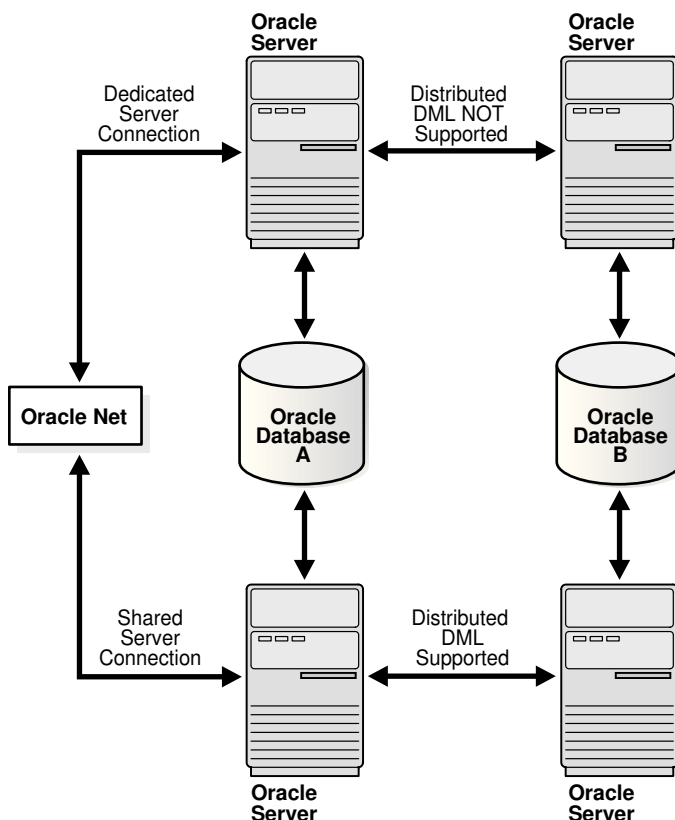 Oracle
Server
Oracle
Server
Dedicated
Server
Connection
Distributed
DML NOT
Supported
Oracle Net
Oracle
Database
A
Oracle
Database
B
Shared
Server
Connection
Distributed
DML
Supported
Oracle
Server
Oracle
Server